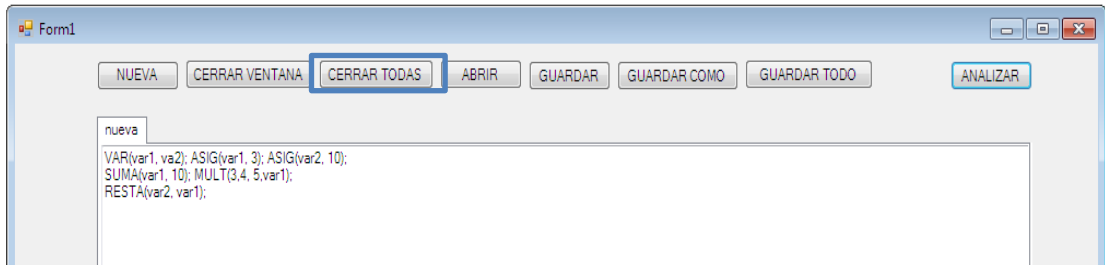 Form1
NUEVA CERRAR VENTANA CERRAR TODAS ABRIR GUARDAR GUARDAR COMO GUARDAR TODO ANALIZAR
nueva
VAR(var1, va2); ASIG(var1, 3); ASIG(var2, 10);
SUMA(var1, 10); MULT(3,4, 5,var1);
RESTA(var2, var1);